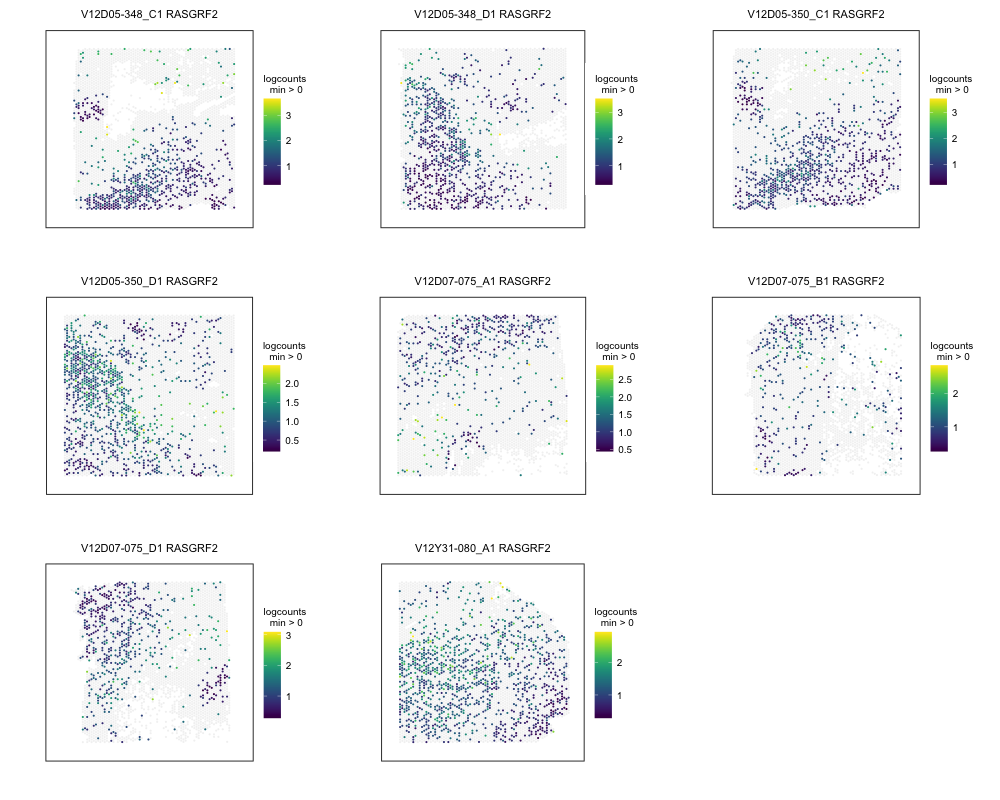 V12D05-348_C1 RASGRF2
logcounts
min > 0
3
2
1
V12D05-348_D1 RASGRF2
logcounts
min > 0
3
2
1
V12D05-350_C1 RASGRF2
logcounts
min > 0
3
2
1
V12D05-350_D1 RASGRF2
logcounts
min > 0
2.0
1.5
1.0
0.5
V12D07-075_A1 RASGRF2
logcounts
min > 0
2.5
2.0
1.5
1.0
0.5
V12D07-075_B1 RASGRF2
logcounts
min > 0
2
1
V12D07-075_D1 RASGRF2
logcounts
min > 0
3
2
1
V12Y31-080_A1 RASGRF2
logcounts
min > 0
2
1